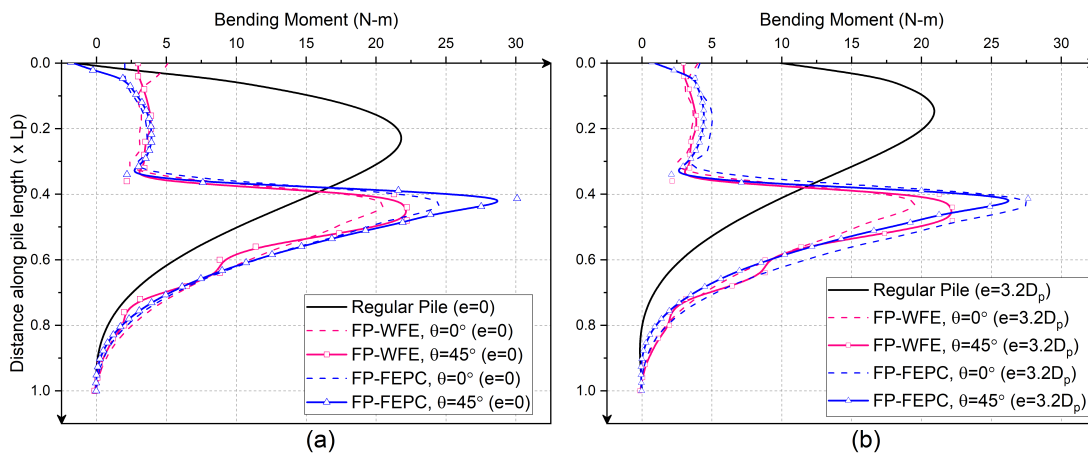 Bending Moment (N-m)
0 5 10 15 20 25 30
Distance along pile length ( x Lp)
0.0
0.2
0.4
0.6
0.8
1.0
Regular Pile (e=0)
FP-WFE, θ=0° (e=0)
FP-WFE, θ=45° (e=0)
FP-FEPC, θ=0° (e=0)
FP-FEPC, θ=45° (e=0)
(a)
Bending Moment (N-m)
0 5 10 15 20 25 30
0.0
0.2
0.4
0.6
0.8
1.0
Regular Pile (e=3.2Dp)
FP-WFE, θ=0° (e=3.2Dp)
FP-WFE, θ=45° (e=3.2Dp)
FP-FEPC, θ=0° (e=3.2Dp)
FP-FEPC, θ=45° (e=3.2Dp)
(b)